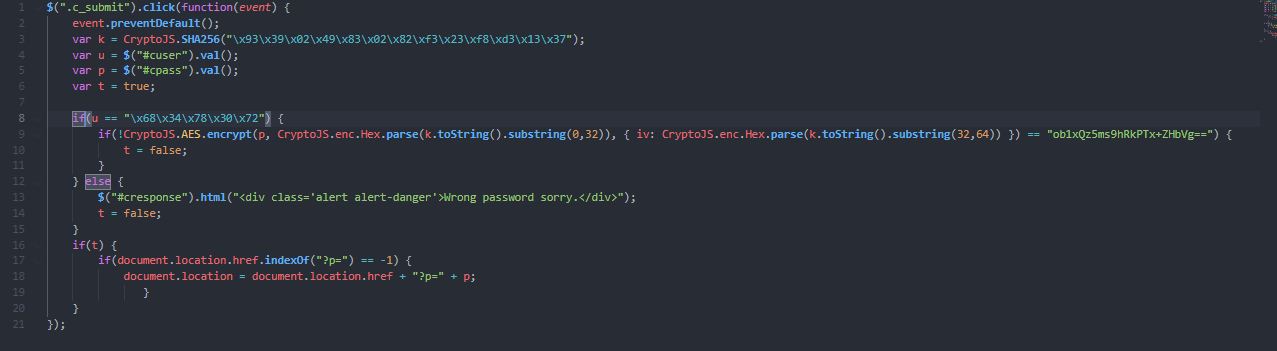 1 $(".c_submit").click(function(event) {
2 event.preventDefault();
3 var k = CryptoJS.SHA256("\x93\x39\x02\x49\x83\x02\x82\xf3\x23\xf8\xd3\x13\x37");
4 var u = $("#cuser").val();
5 var p = $("#cpass").val();
6 var t = true;
7
8 if(u == "\x68\x34\x78\x30\x72") {
9 if(!CryptoJS.AES.encrypt(p, CryptoJS.enc.Hex.parse(k.toString().substring(0,32)), { iv: CryptoJS.enc.Hex.parse(k.toString().substring(32,64)) }) == "ob1xQz5ms9hRkPTx+ZHbVg==") {
10 t = false;
11 }
12 } else {
13 $("#cresponse").html("<div class='alert alert-danger'>Wrong password sorry.</div>");
14 t = false;
15 }
16 if(t) {
17 if(document.location.href.indexOf("?p=") == -1) {
18 document.location = document.location.href + "?p=" + p;
19 }
20 }
21 });